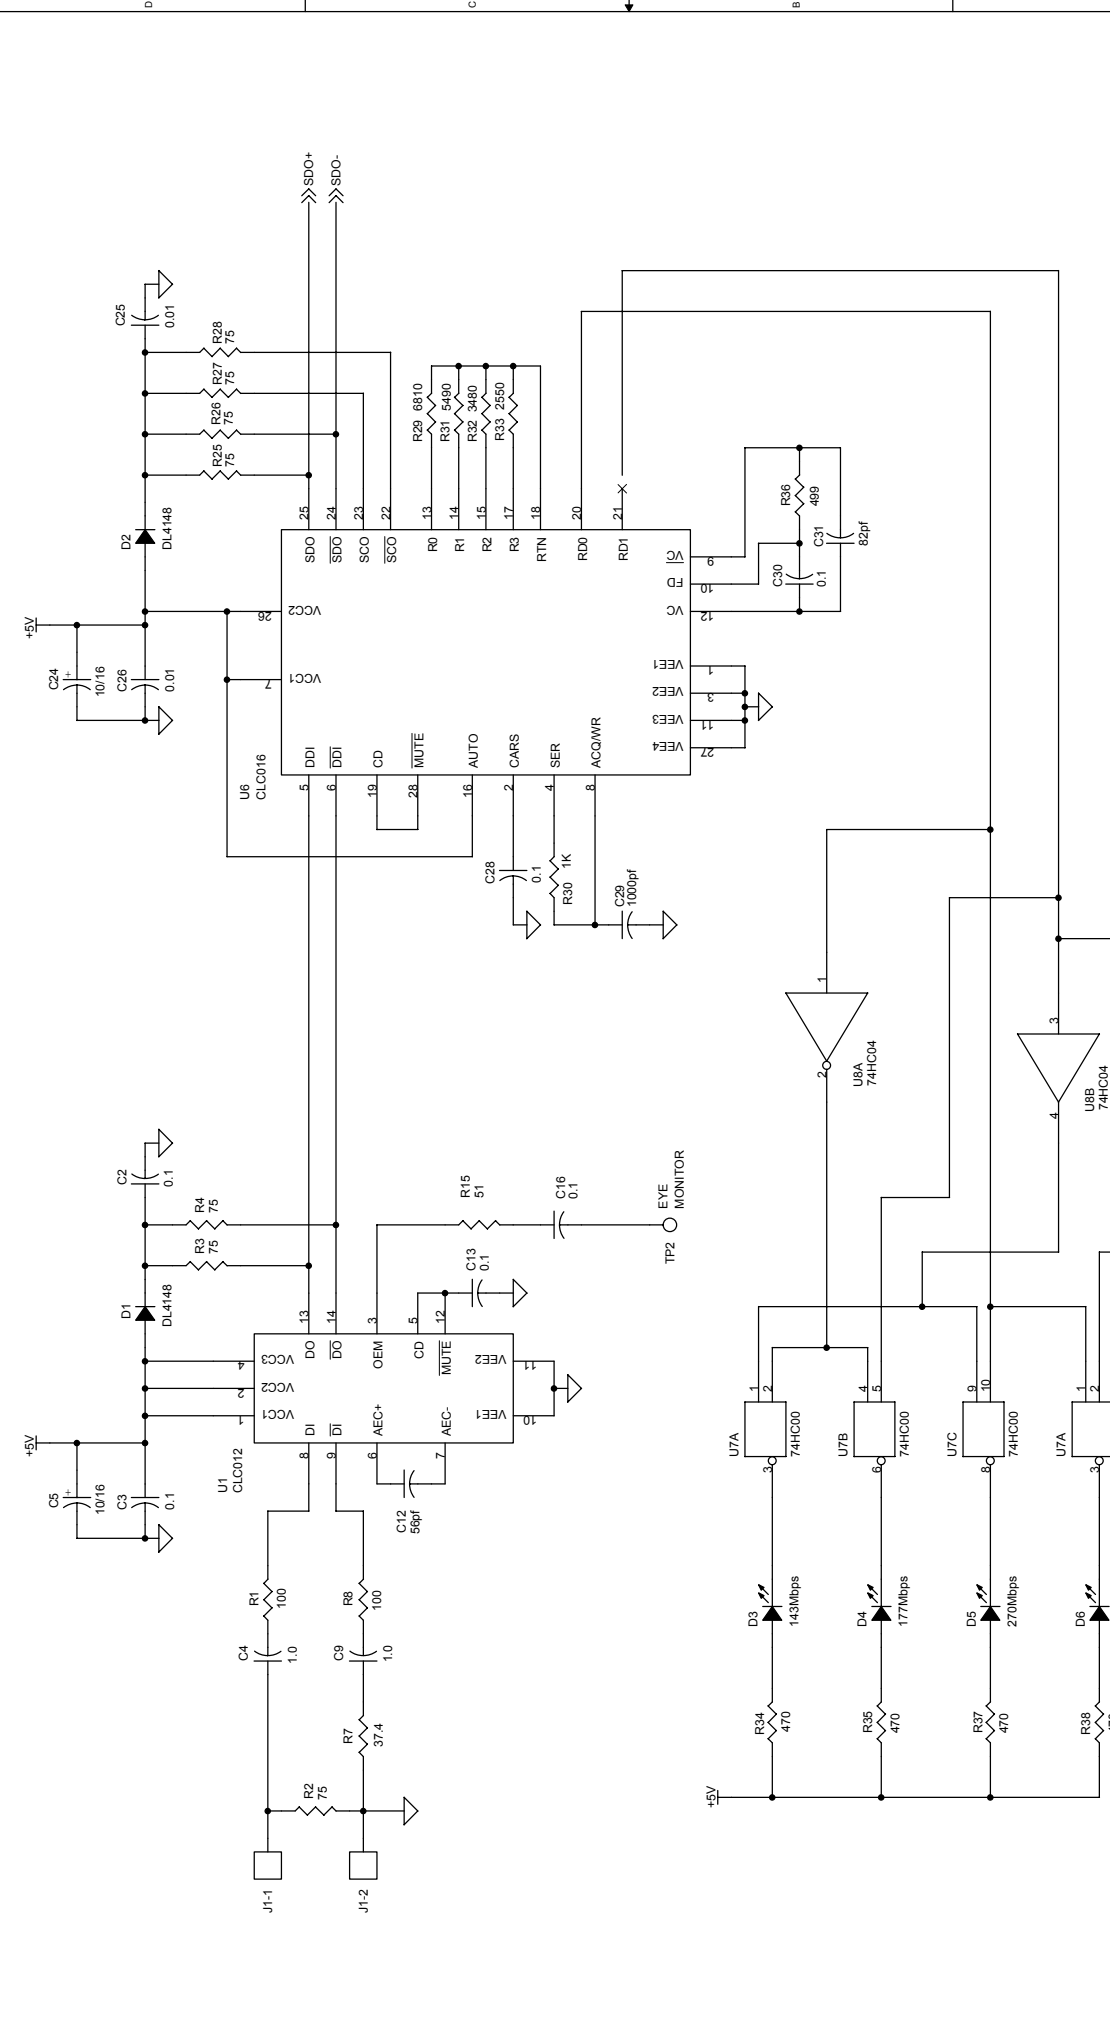 D
C
B
+5V
C5
+
10/16
C3
0.1
D1
DL4148
C2
0.1
R3
75
R4
75
J1-1
J1-2
R2
75
C4
1.0
R1
100
R7
37.4
C9
1.0
R8
100
U1
CLC012
1
VCC1
2
VCC2
4
VCC3
8
DI
9
DI
6
AEC+
7
AEC-
C12
56pf
13
DO
14
DO
3
OEM
5
CD
12
MUTE
10
VEE1
11
VEE2
C13
0.1
R15
51
C16
0.1
TP2
EYE
MONITOR
+5V
C24
+
10/16
C26
0.01
D2
DL4148
C25
0.01
R25
75
R26
75
R27
75
R28
75
SDO+
SDO-
U6
CLC016
7
VCC1
26
VCC2
5
DDI
6
DDI
19
CD
28
MUTE
16
AUTO
2
CARS
4
SER
8
ACQ/WR
25
SDO
24
SDO
23
SCO
22
SCO
13
R0
14
R1
15
R2
17
R3
18
RTN
20
RD0
21
RD1
27
VEE4
11
VEE3
3
VEE2
1
VEE1
12
VC
10
FD
9
VC
R29 6810
R31 5490
R32 3480
R33 2550
C28
0.1
R30
1K
C29
1000pf
C30
0.1
R36
499
C31
82pf
+5V
R34
470
D3
143Mbps
U7A
74HC00
1
2
3
R35
470
D4
177Mbps
U7B
74HC00
4
5
6
R37
470
D5
270Mbps
U7C
74HC00
9
10
8
R38
D6
U7A
1
2
3
U8A
74HC04
1
2
U8B
74HC04
3
4